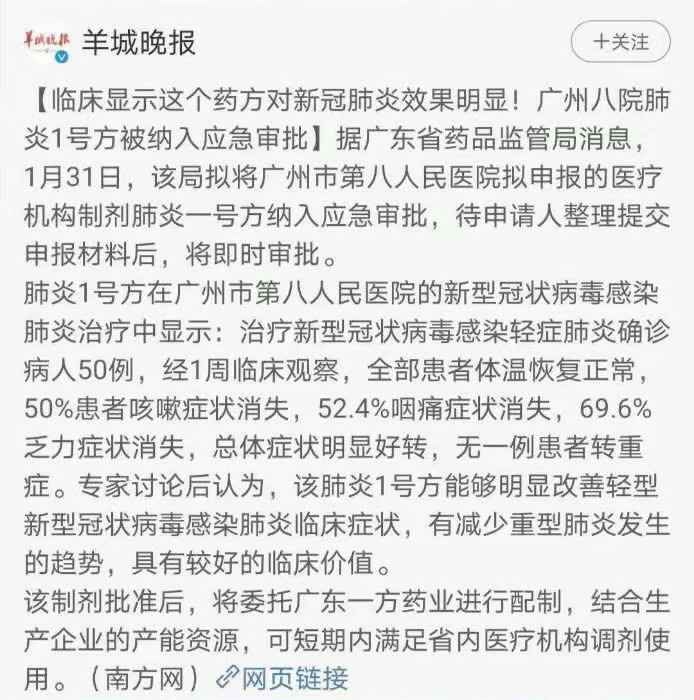 羊城晚报
羊城晚报
+关注
【临床显示这个药方对新冠肺炎效果明显！广州八院肺
炎1号方被纳入应急审批】据广东省药品监管局消息，
1月31日，该局拟将广州市第八人民医院拟申报的医疗
机构制剂肺炎一号方纳入应急审批，待申请人整理提交
申报材料后，将即时审批。
肺炎1号方在广州市第八人民医院的新型冠状病毒感染
肺炎治疗中显示：治疗新型冠状病毒感染轻症肺炎确诊
病人50例，经1周临床观察，全部患者体温恢复正常，
50%患者咳嗽症状消失，52.4%咽痛症状消失，69.6%
乏力症状消失，总体症状明显好转，无一例患者转重
症。专家讨论后认为，该肺炎1号方能够明显改善轻型
新型冠状病毒感染肺炎临床症状，有减少重型肺炎发生
的趋势，具有较好的临床价值。
该制剂批准后，将委托广东一方药业进行配制，结合生
产企业的产能资源，可短期内满足省内医疗机构调剂使
用。（南方网）网页链接